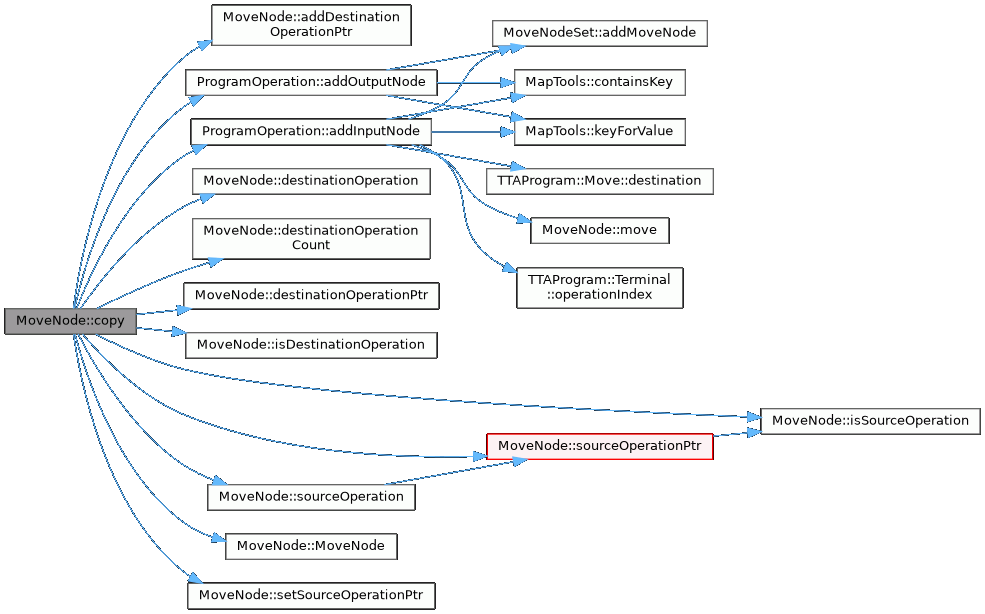 MoveNode::copy
MoveNode::addDestination
OperationPtr
ProgramOperation::addOutputNode
ProgramOperation::addInputNode
MoveNode::destinationOperation
MoveNode::destinationOperation
Count
MoveNode::destinationOperationPtr
MoveNode::isDestinationOperation
MoveNode::sourceOperation
MoveNode::MoveNode
MoveNode::setSourceOperationPtr
MoveNodeSet::addMoveNode
MapTools::containsKey
MapTools::keyForValue
TTAProgram::Move::destination
MoveNode::move
TTAProgram::Terminal
::operationIndex
MoveNode::sourceOperationPtr
MoveNode::isSourceOperation